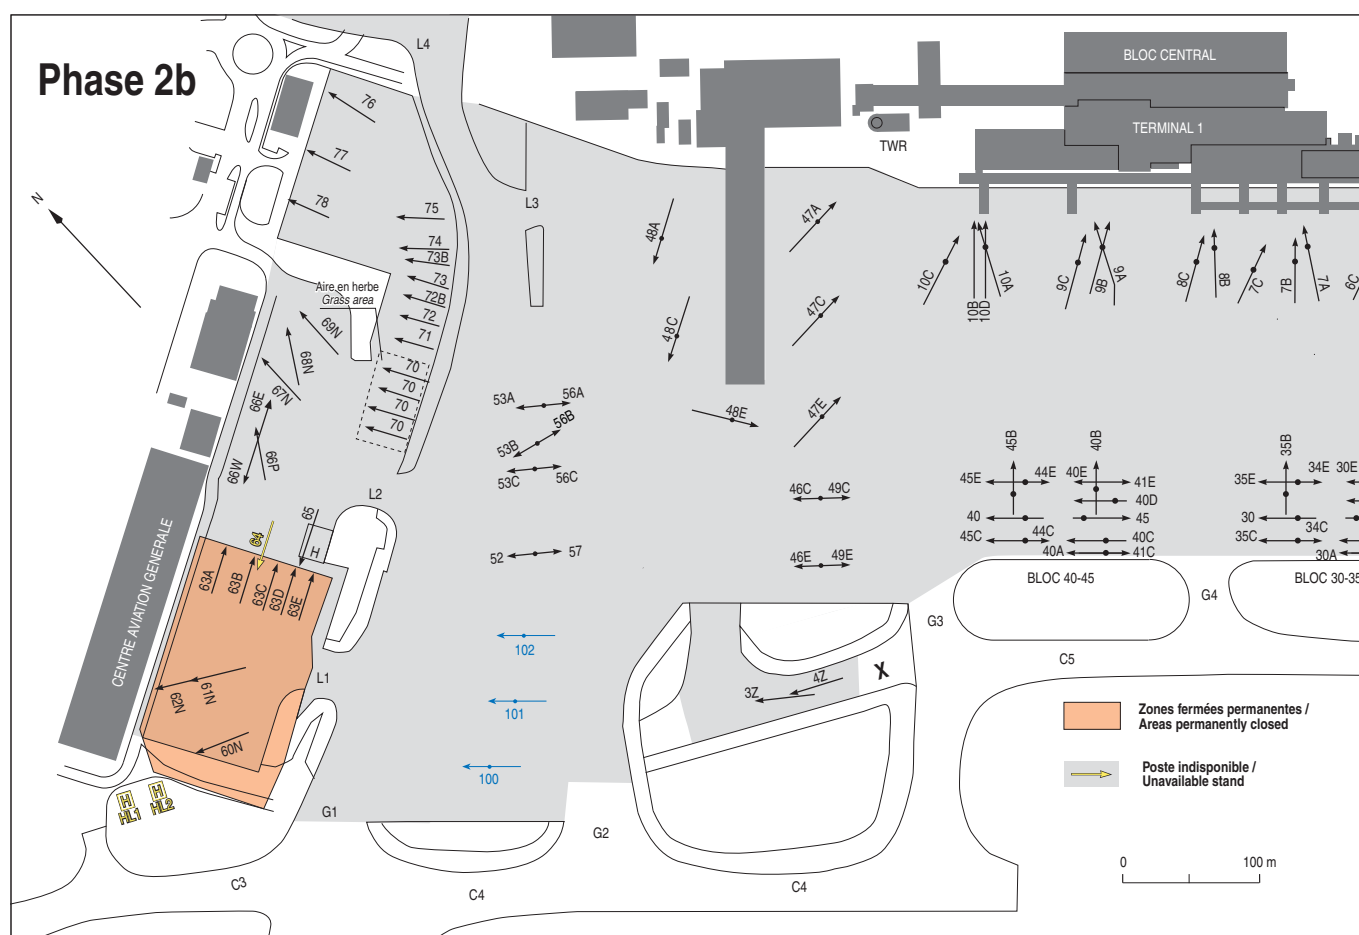 Phase 2b
L4
BLOC CENTRAL
TERMINAL 1
TWR
76
77
78
75
L3
N
74
73B
73
72B
72
71
70
70
70
70
Aire en herbe
Grass area
69N
68N
67N
66E
66W
66P
48A
47A
48C
47C
48E
47E
10C
10B
10D
10A
9C
9B
9A
8C
8B
7C
7B
7A
6C
53A
56A
56B
53B
53C
56C
45B
40B
35B
45E
44E
40E
41E
35E
34E
30E
46C
49C
40D
40
45
30
34C
45C
44C
40C
35C
40A
41C
30A
L2
65
64
H
52
57
46E
49E
63A
63B
63C
63D
63E
BLOC 40-45
BLOC 30-35
G4
G3
CENTRE AVIATION GENERALE
102
C5
L1
X
61N
62N
4Z
3Z
101
60N
100
Zones fermées permanentes /
Areas permanently closed
Poste indisponible /
Unavailable stand
H
HL1
H
HL2
G1
G2
C3
C4
C4
0
100 m